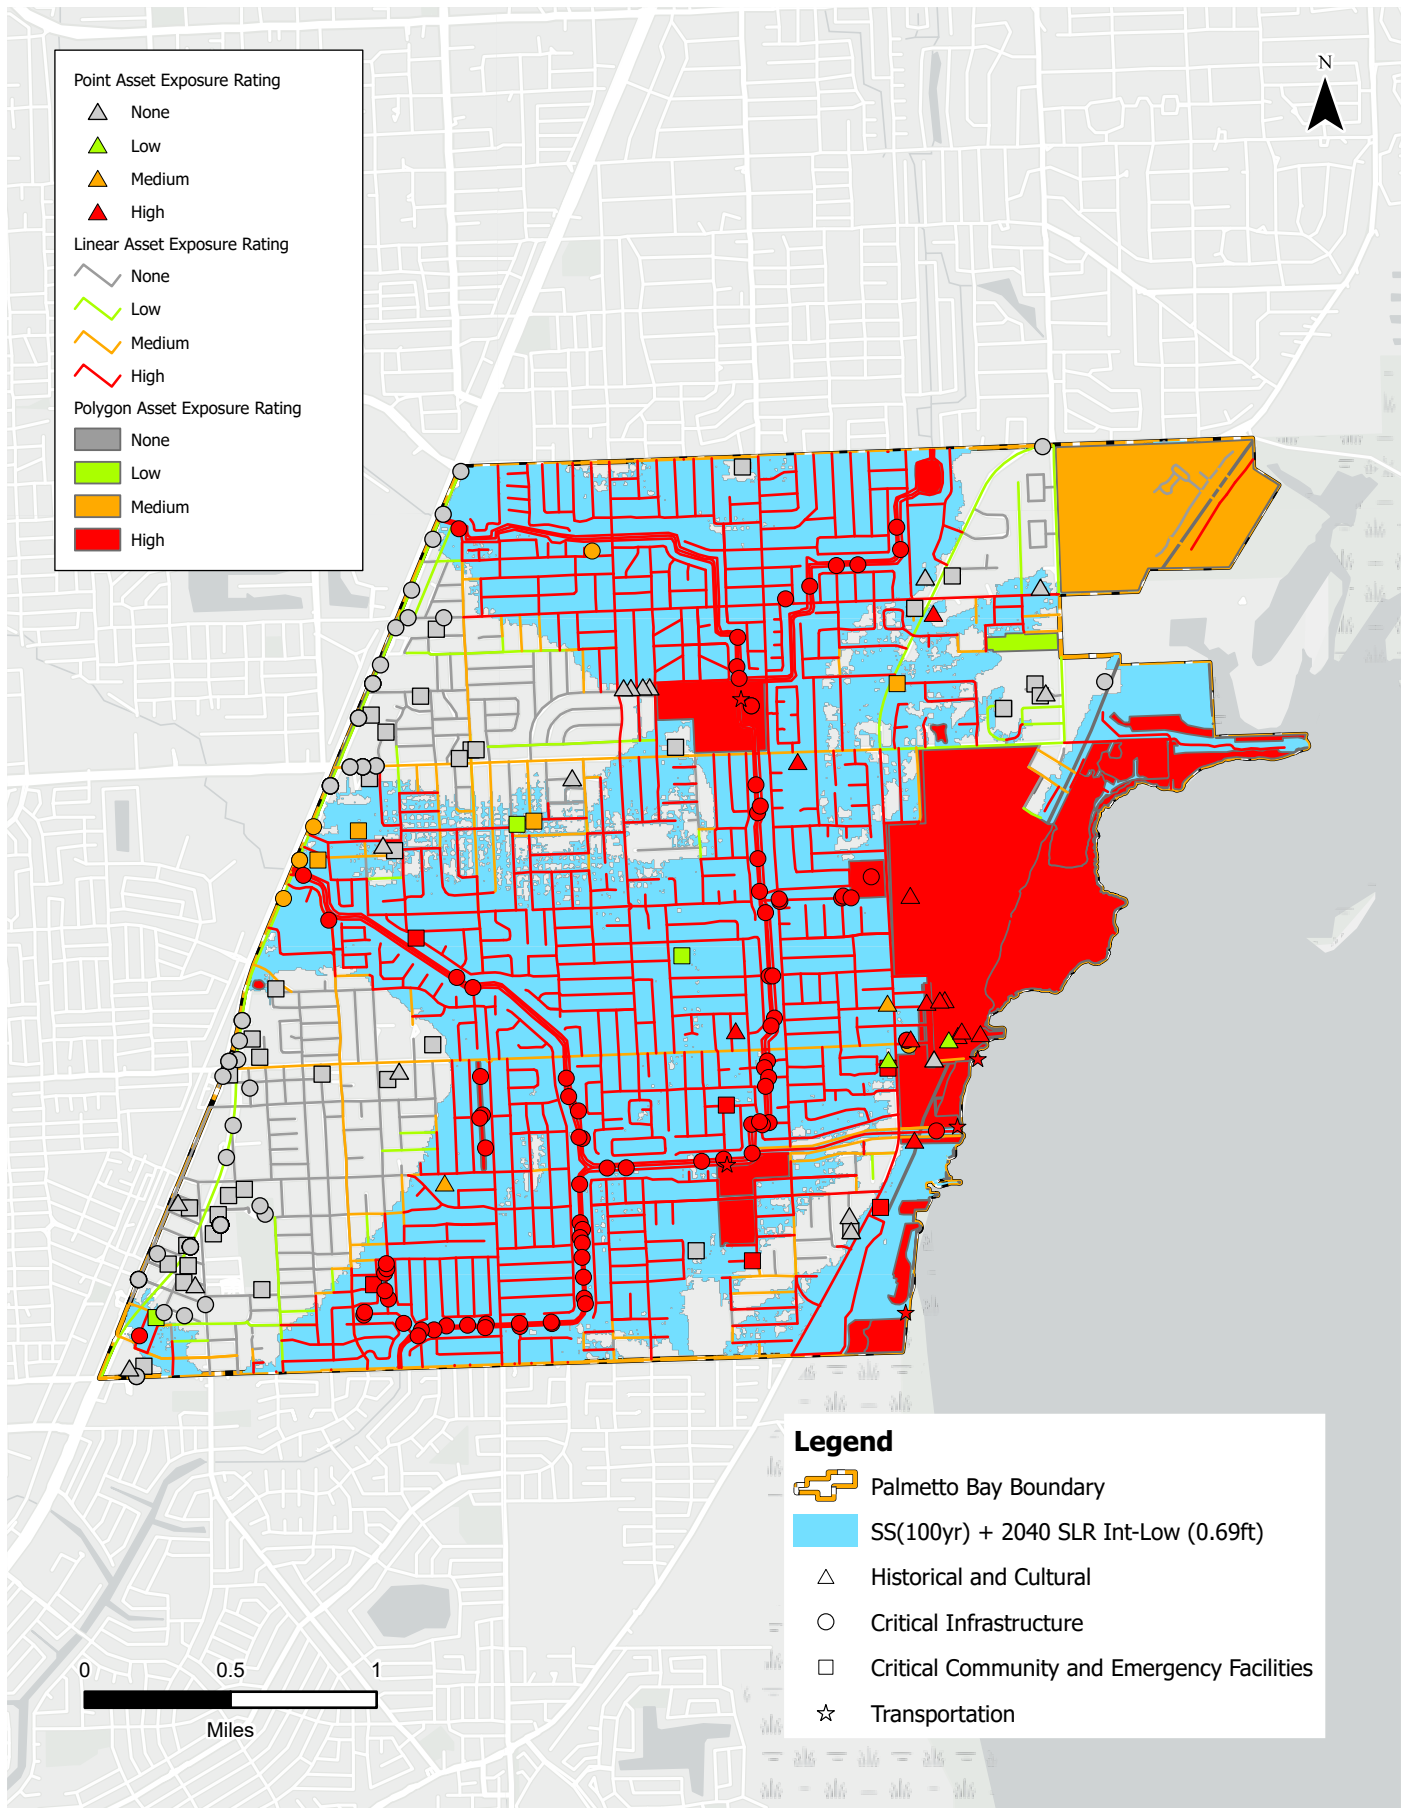 Point Asset Exposure Rating
None
Low
Medium
High
Linear Asset Exposure Rating
None
Low
Medium
High
Polygon Asset Exposure Rating
None
Low
Medium
High
N
Legend
Palmetto Bay Boundary
SS(100yr) + 2040 SLR Int-Low (0.69ft)
Historical and Cultural
Critical Infrastructure
Critical Community and Emergency Facilities
Transportation
0 0.5 1
Miles